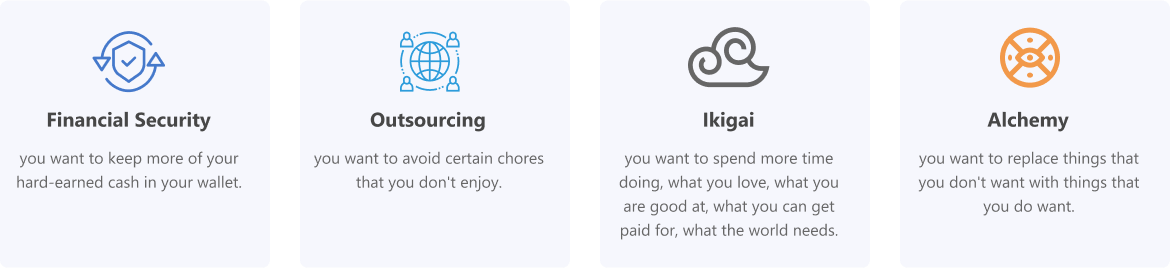 Financial Security
you want to keep more of your
hard-earned cash in your wallet.
Outsourcing
you want to avoid certain chores
that you don't enjoy.
Ikigai
you want to spend more time
doing, what you love, what you
are good at, what you can get
paid for, what the world needs.
Alchemy
you want to replace things that
you don't want with things that
you do want.